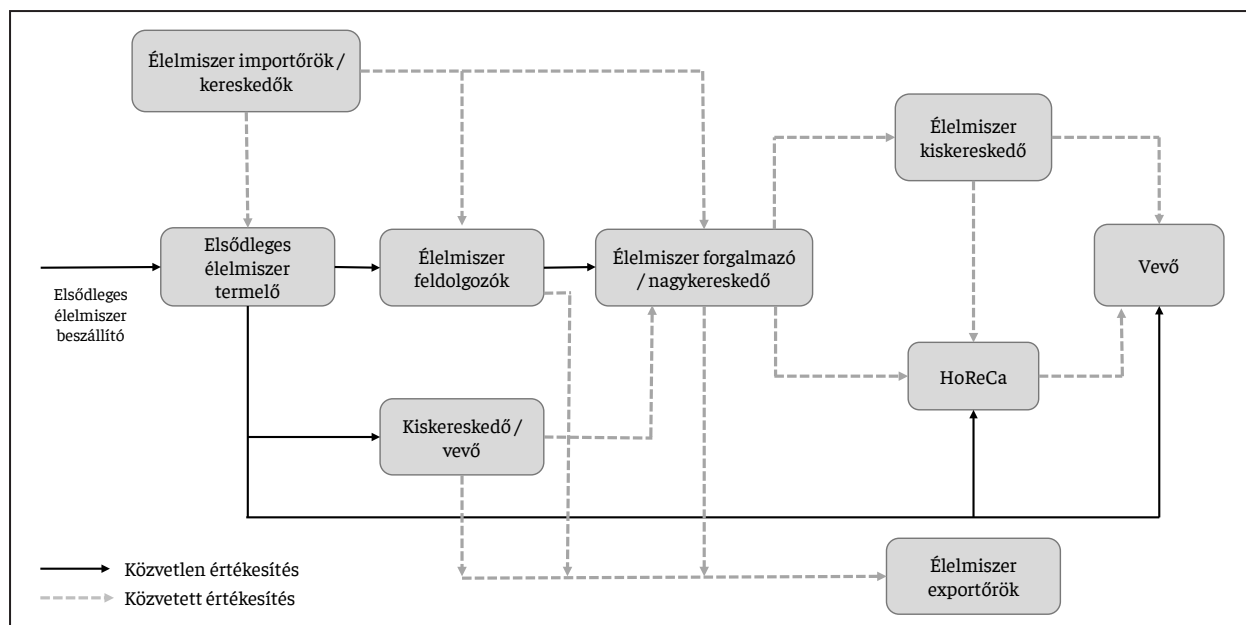 Élelmiszer importőrök /
kereskedők
Élelmiszer
kiskereskedő
Elsődleges
élelmiszer
termelő
Élelmiszer
feldolgozók
Élelmiszer forgalmazó
/ nagykereskedő
Vevő
Elsődleges
élelmiszer
beszállító
HoReCa
Kiskereskedő /
vevő
Élelmiszer
exportőrök
Közvetlen értékesítés
Közvetett értékesítés